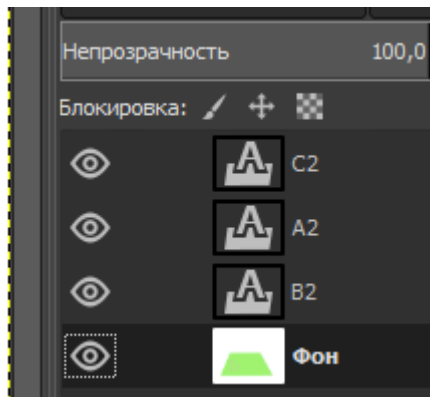 Непрозрачность 100,0
Блокировка:
C2
A2
B2
Фон